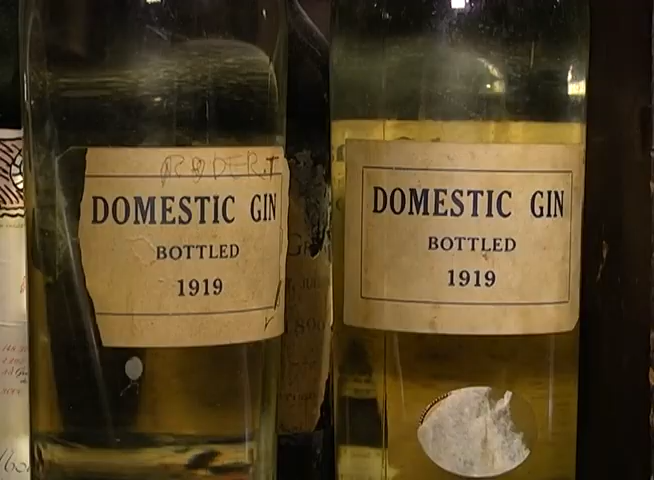 ROBERT
DOMESTIC GIN
BOTTLED
1919
DOMESTIC GIN
BOTTLED
1919